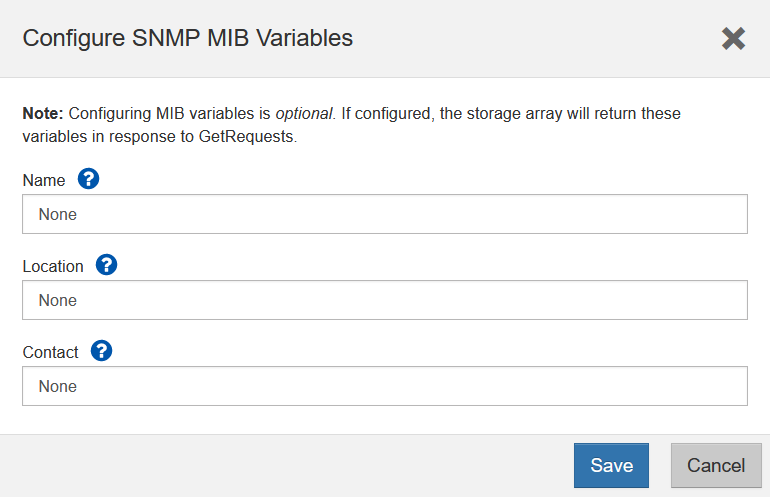 Configure SNMP MIB Variables
Note: Configuring MIB variables is optional. If configured, the storage array will return these
variables in response to GetRequests.
Name ?
None
Location ?
None
Contact ?
None
Save Cancel